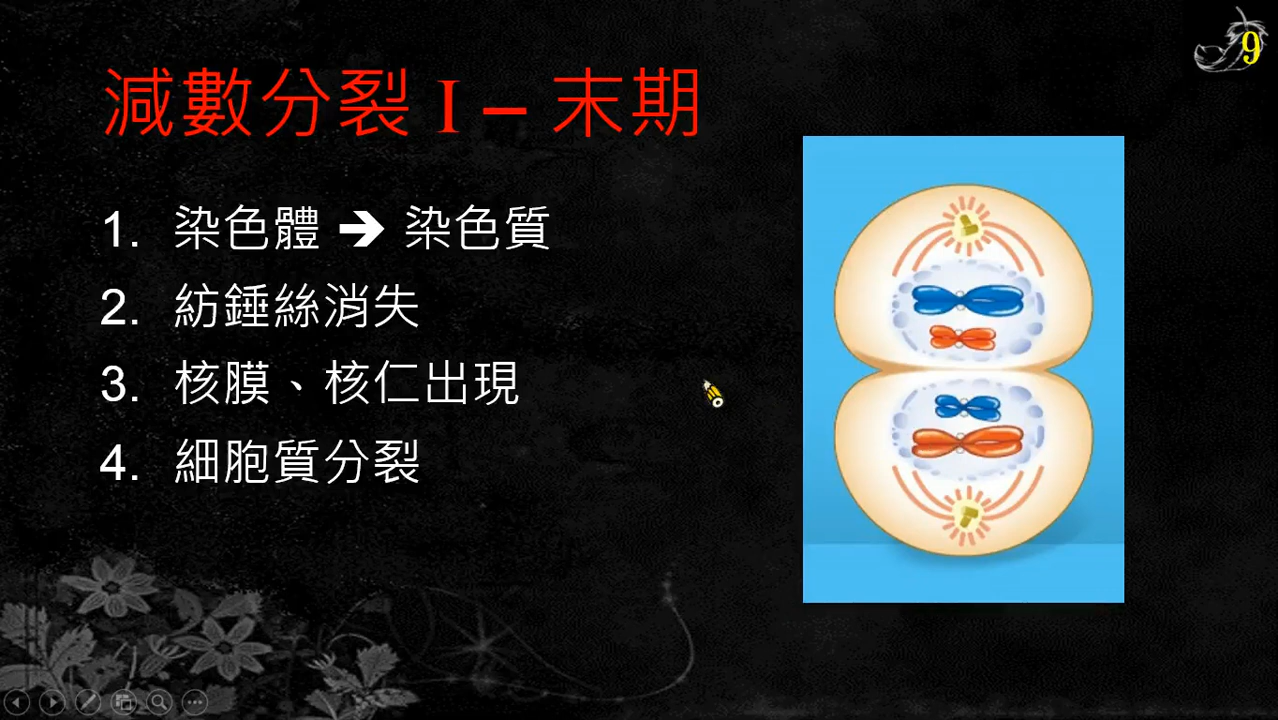 9
減數分裂 I – 末期
1. 染色體 ➔ 染色質
2. 紡錘絲消失
3. 核膜、核仁出現
4. 細胞質分裂